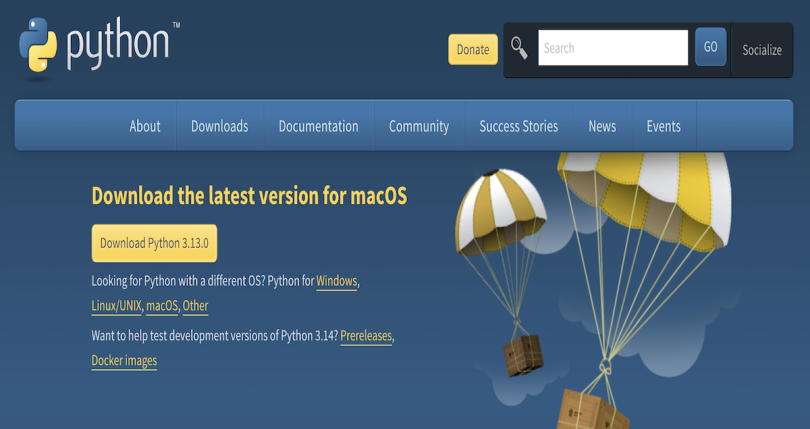 python™
Donate
Search
GO
Socialize
About
Downloads
Documentation
Community
Success Stories
News
Events
Download the latest version for macOS
Download Python 3.13.0
Looking for Python with a different OS? Python for Windows,
Linux/UNIX, macOS, Other
Want to help test development versions of Python 3.14? Prereleases,
Docker images